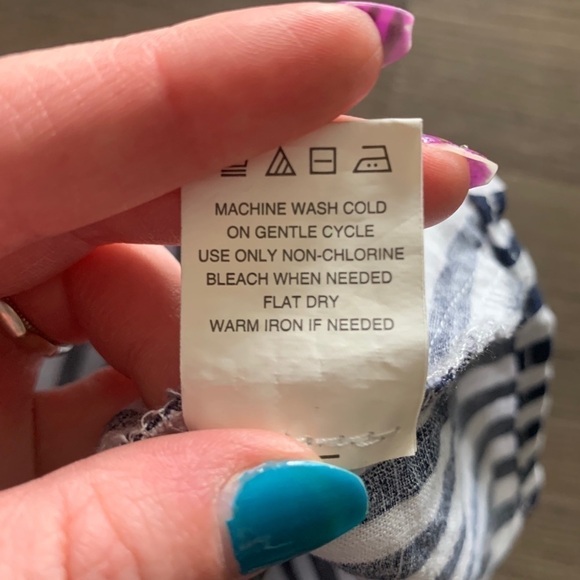 MACHINE WASH COLD
ON GENTLE CYCLE
USE ONLY NON-CHLORINE
BLEACH WHEN NEEDED
FLAT DRY
WARM IRON IF NEEDED